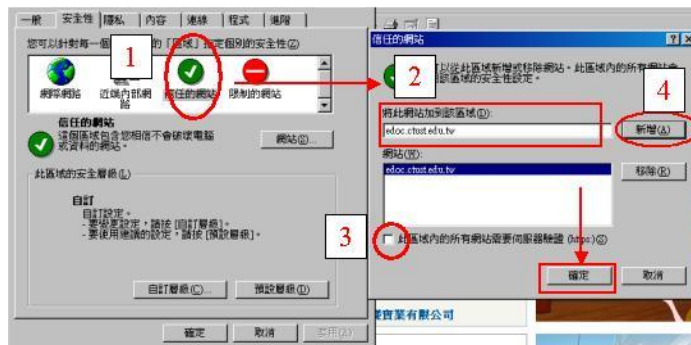 一般 安全性 隱私 內容 連線 程式 進階
您可以針對每一個 的「區域」指定個別的安全性(Z)
1
網際網路 近端內部網路 信任的網站 限制的網站
信任的網站
這個區域包含您相信不會破壞電腦或資料的網站。
網站(S)...
此區域的安全層級(L)
自訂
自訂設定。
- 要變更設定，請按 [自訂層級]。
- 要使用建議的設定，請按 [預設層級]。
自訂層級(C)... 預設層級(D)
確定 取消 套用(A)
信任的網站
2
可以從此區域新增或移除網站。此區域內的所有網站
該區域的安全性設定。
4
將此網站加到該區域(D):
edoc.ctust.edu.tw
新增(A)
網站(W):
edoc.ctust.edu.tw
移除(R)
3
此區域內的所有網站需要伺服器驗證 (https:)(S)
確定 取消
實業有限公司